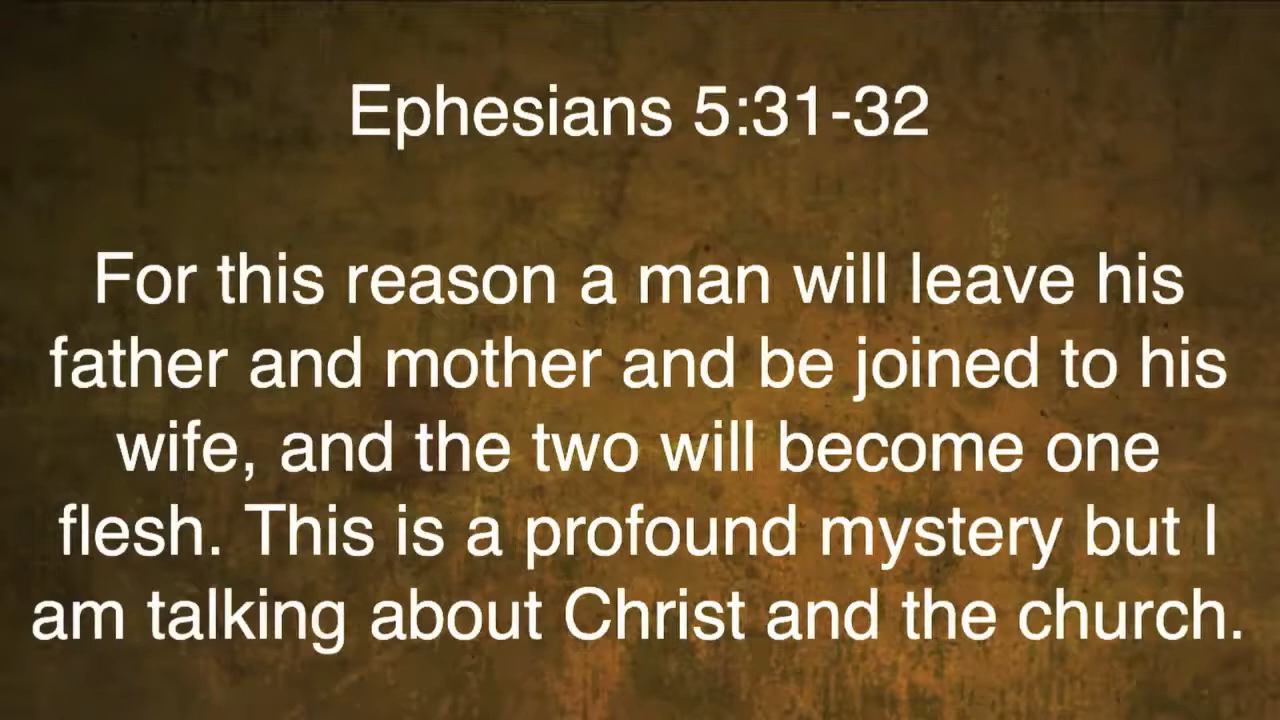 Ephesians 5:31-32
For this reason a man will leave his
father and mother and be joined to his
wife, and the two will become one
flesh. This is a profound mystery but I
am talking about Christ and the church.